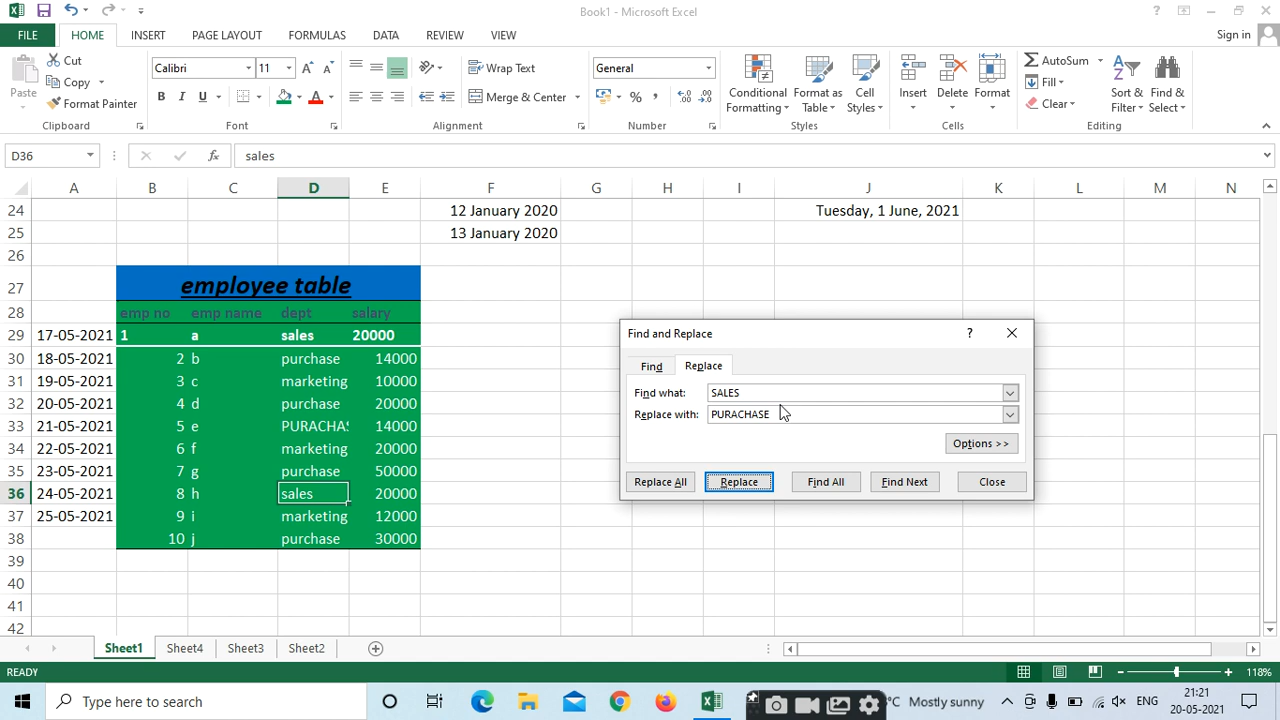 Book1 - Microsoft Excel
FILE HOME INSERT PAGE LAYOUT FORMULAS DATA REVIEW VIEW Sign in
Paste Cut Copy Format Painter Clipboard
Calibri 11 B I U A Font
Wrap Text Merge & Center Alignment
General % , Number
Conditional Formatting Format as Table Cell Styles Styles
Insert Delete Format Cells
AutoSum Fill Clear Sort & Filter Find & Select Editing
D36 fx sales
A B C D E F G H I J K L M N
24 12 January 2020 Tuesday, 1 June, 2021
25 13 January 2020
26
27 employee table
28 emp no emp name dept salary
29 17-05-2021 1 a sales 20000
30 18-05-2021 2 b purchase 14000
31 19-05-2021 3 c marketing 10000
32 20-05-2021 4 d purchase 20000
33 21-05-2021 5 e PURACHAS 14000
34 22-05-2021 6 f marketing 20000
35 23-05-2021 7 g purchase 50000
36 24-05-2021 8 h sales 20000
37 25-05-2021 9 i marketing 12000
38 10 j purchase 30000
39
40
41
42
Find and Replace ?
Find Replace
Find what: SALES
Replace with: PURACHASE
Options >>
Replace All Replace Find All Find Next Close
Sheet1 Sheet4 Sheet3 Sheet2
READY 118%
Type here to search
°C Mostly sunny ENG 21:21
20-05-2021